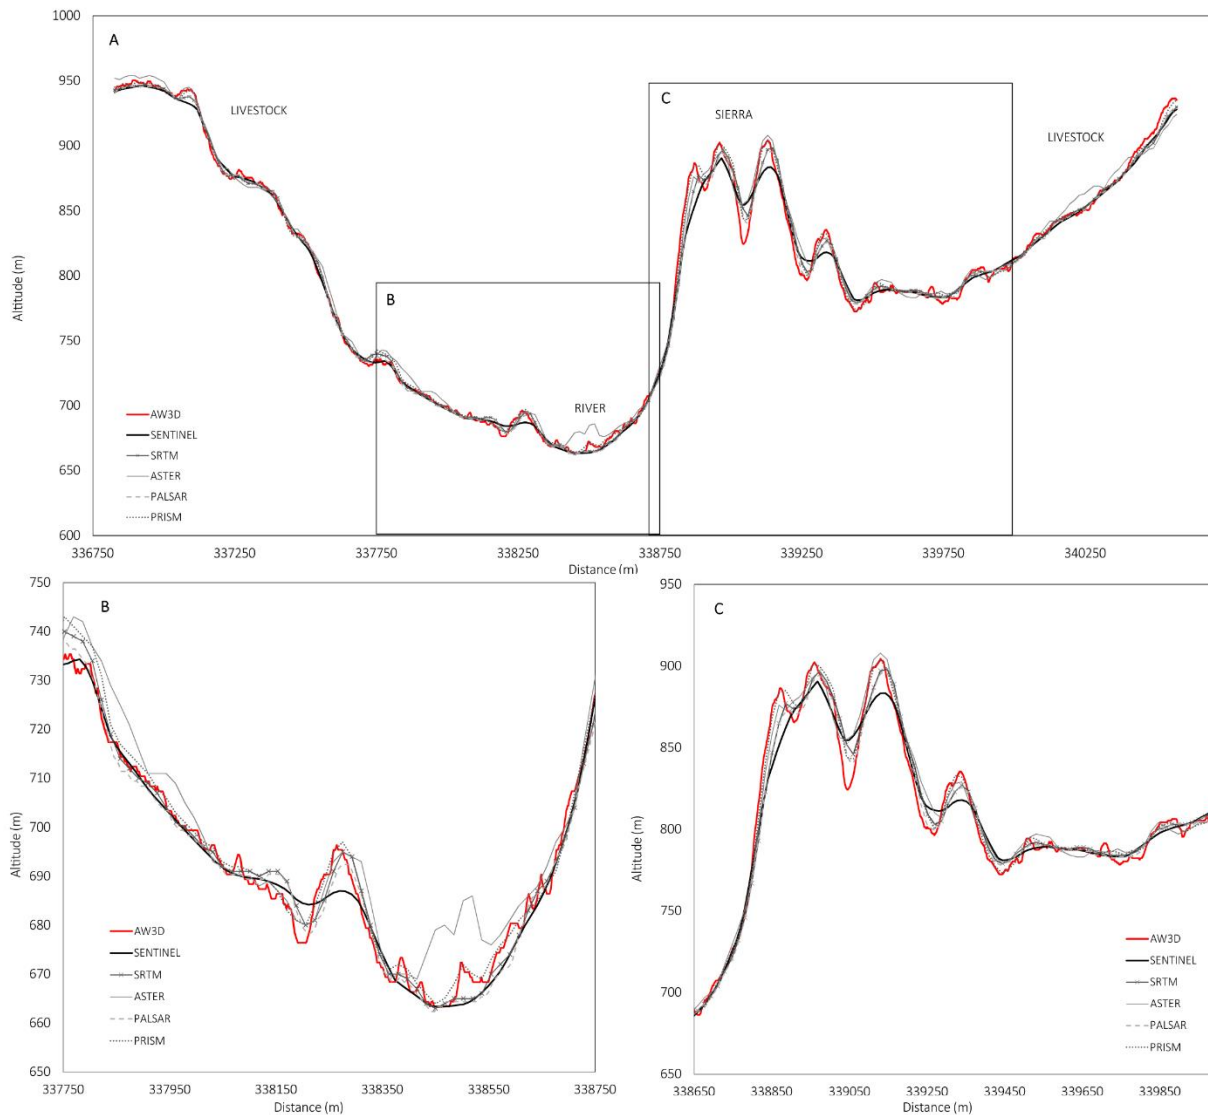 A
1000
950
900
850
800
750
700
650
600
Altitude (m)
LIVESTOCK
B
RIVER
C
SIERRA
LIVESTOCK
AW3D
SENTINEL
SRTM
ASTER
PALSAR
PRISM
336750 337250 337750 338250 338750 339250 339750 340250
Distance (m)
B
750
740
730
720
710
700
690
680
670
660
650
Altitude (m)
AW3D
SENTINEL
SRTM
ASTER
PALSAR
PRISM
337750 337950 338150 338350 338550 338750
Distance (m)
C
950
900
850
800
750
700
650
Altitude (m)
AW3D
SENTINEL
SRTM
ASTER
PALSAR
PRISM
338650 338850 339050 339250 339450 339650 339850
Distance (m)